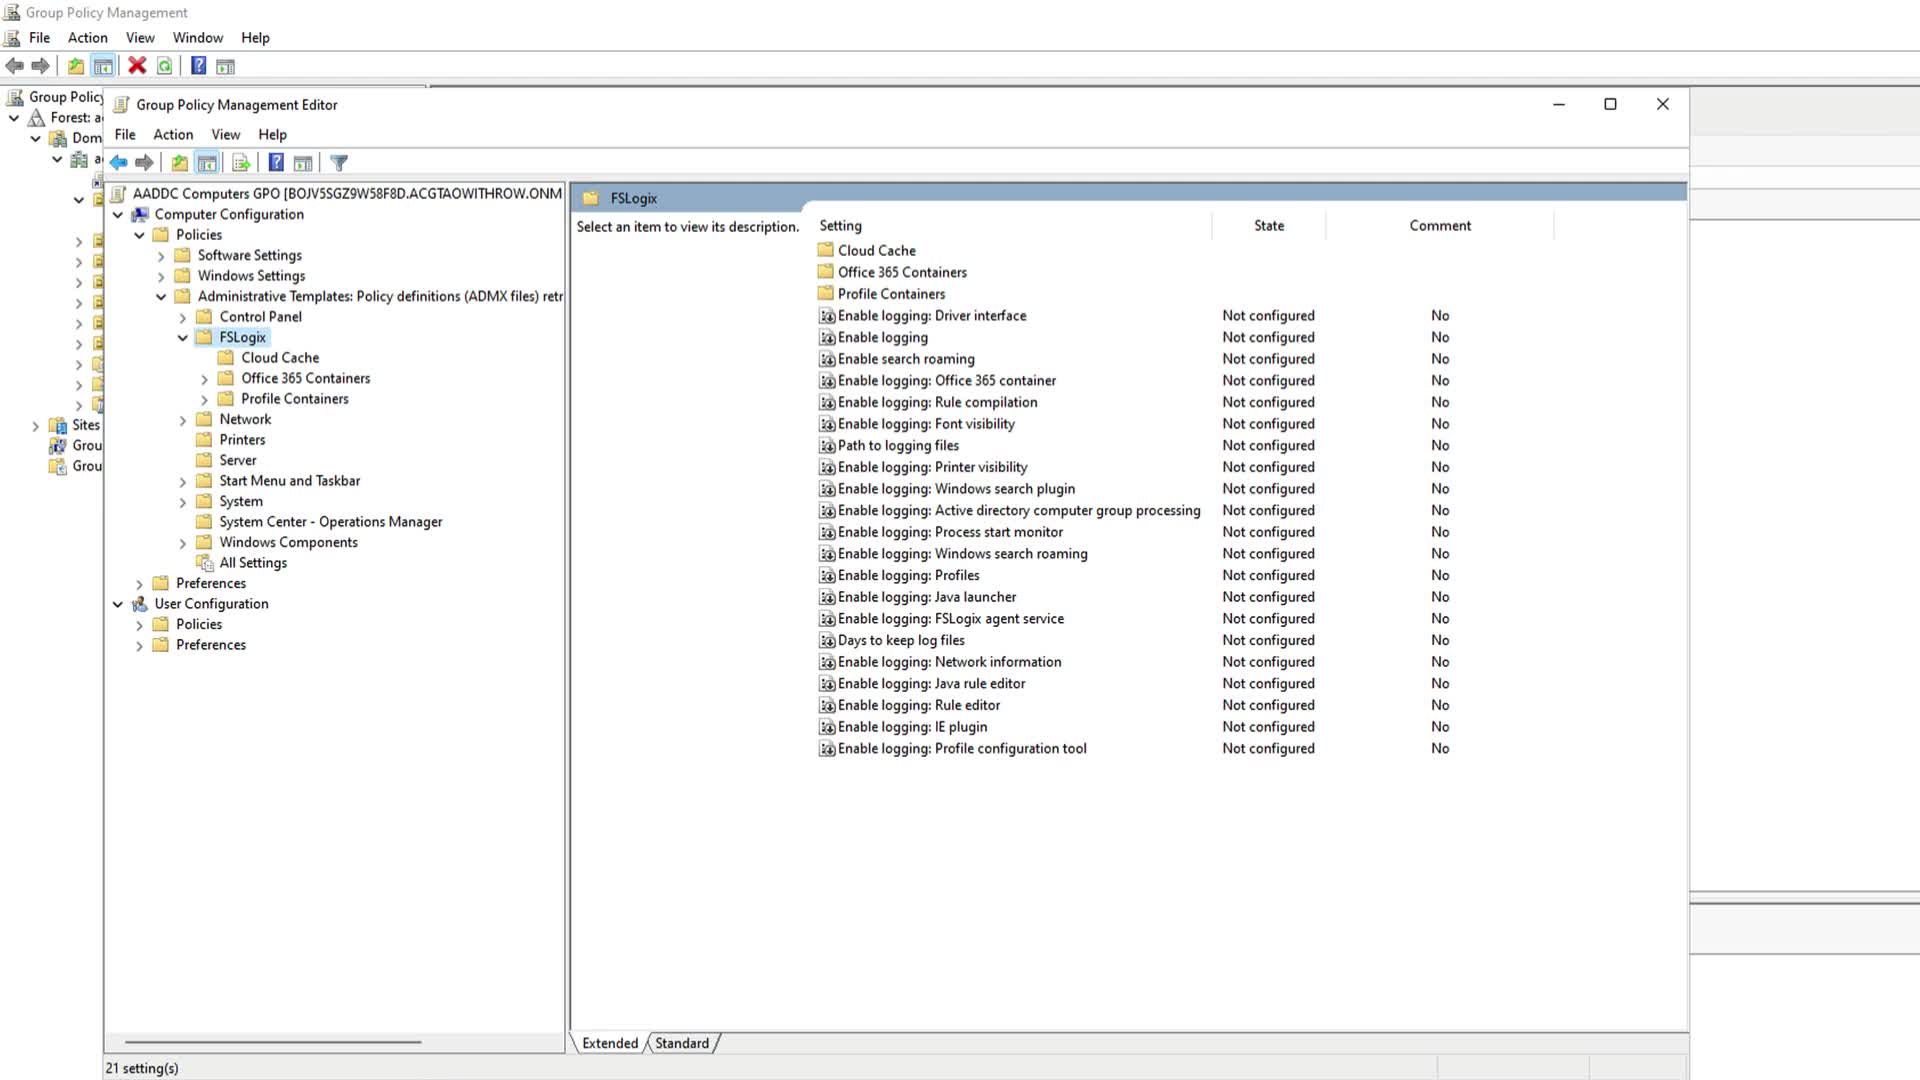 Group Policy Management
File Action View Window Help
Group Policy
Forest: a
Dom
a
Sites
Grou
Grou
Group Policy Management Editor
File Action View Help
AADDC Computers GPO [BOJV5SGZ9W58F8D.ACGTAOWITHROW.ONM
Computer Configuration
Policies
Software Settings
Windows Settings
Administrative Templates: Policy definitions (ADMX files) retr
Control Panel
FSLogix
Cloud Cache
Office 365 Containers
Profile Containers
Network
Printers
Server
Start Menu and Taskbar
System
System Center - Operations Manager
Windows Components
All Settings
Preferences
User Configuration
Policies
Preferences
FSLogix
Select an item to view its description.
Setting State Comment
Cloud Cache
Office 365 Containers
Profile Containers
Enable logging: Driver interface Not configured No
Enable logging Not configured No
Enable search roaming Not configured No
Enable logging: Office 365 container Not configured No
Enable logging: Rule compilation Not configured No
Enable logging: Font visibility Not configured No
Path to logging files Not configured No
Enable logging: Printer visibility Not configured No
Enable logging: Windows search plugin Not configured No
Enable logging: Active directory computer group processing Not configured No
Enable logging: Process start monitor Not configured No
Enable logging: Windows search roaming Not configured No
Enable logging: Profiles Not configured No
Enable logging: Java launcher Not configured No
Enable logging: FSLogix agent service Not configured No
Days to keep log files Not configured No
Enable logging: Network information Not configured No
Enable logging: Java rule editor Not configured No
Enable logging: Rule editor Not configured No
Enable logging: IE plugin Not configured No
Enable logging: Profile configuration tool Not configured No
Extended Standard
21 setting(s)